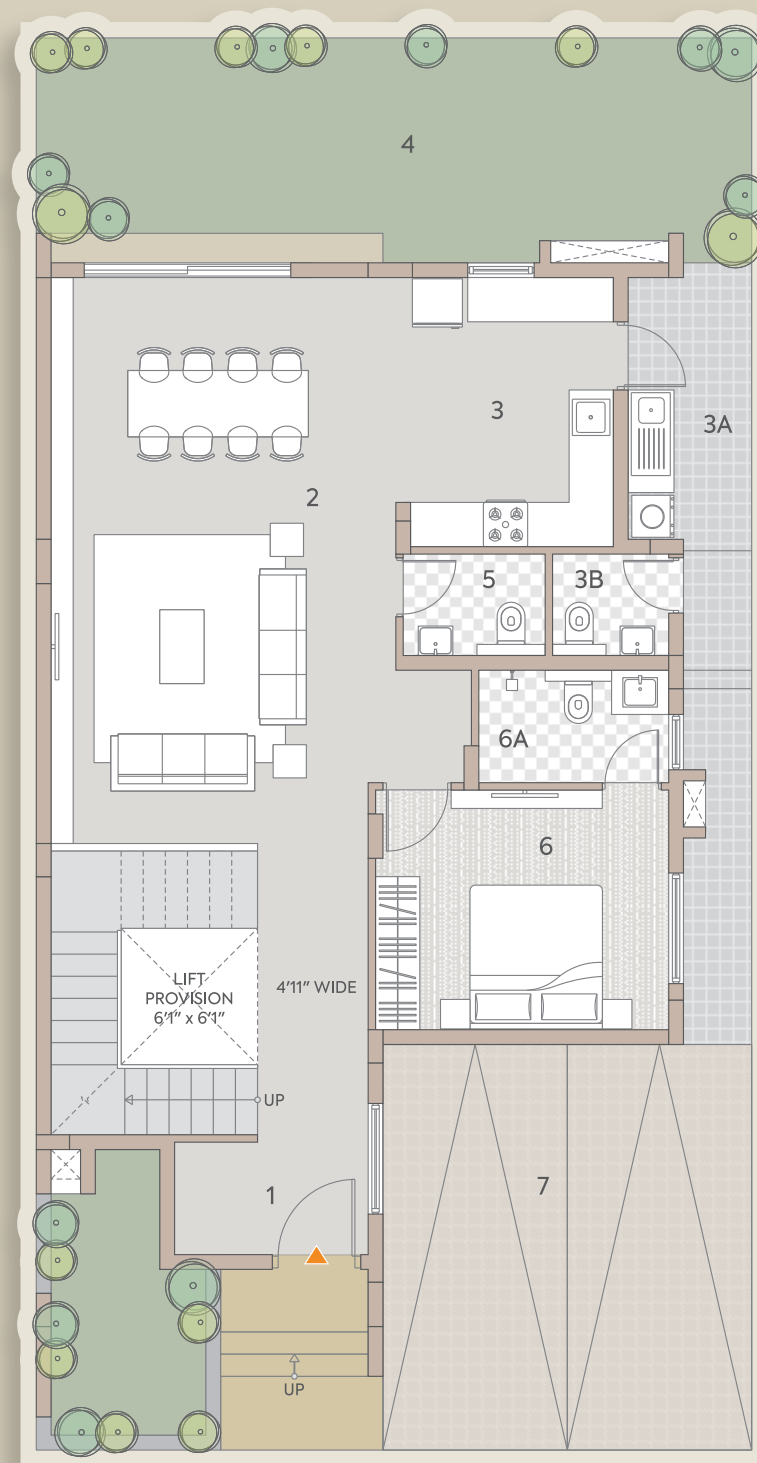 4
3
3A
2
5
3B
6A
6
LIFT
PROVISION
6'1" x 6'1"
4'11" WIDE
UP
1
7
UP